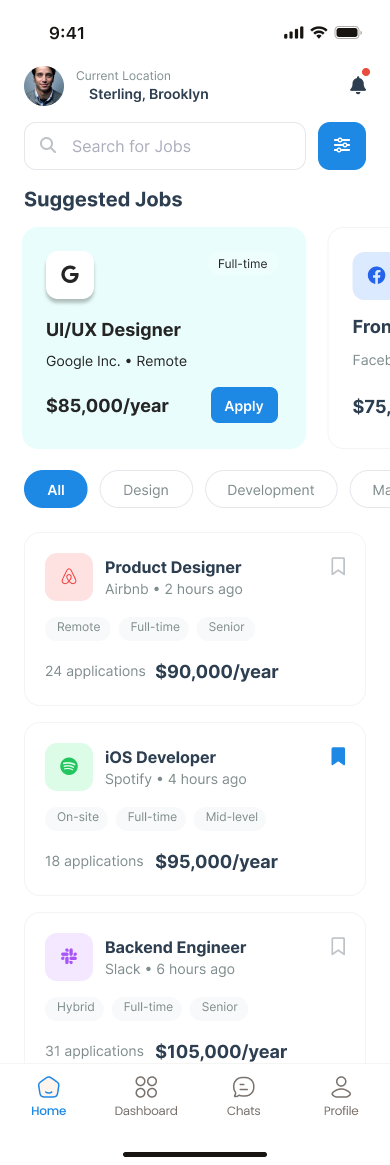 9:41
Current Location
Sterling, Brooklyn
Search for Jobs
Suggested Jobs
G
Full-time
UI/UX Designer
Google Inc. • Remote
$85,000/year
Apply
Fron
Faceb
$75,
All
Design
Development
Ma
Product Designer
Airbnb • 2 hours ago
Remote
Full-time
Senior
24 applications $90,000/year
iOS Developer
Spotify • 4 hours ago
On-site
Full-time
Mid-level
18 applications $95,000/year
Backend Engineer
Slack • 6 hours ago
Hybrid
Full-time
Senior
31 applications $105,000/year
Home
Dashboard
Chats
Profile